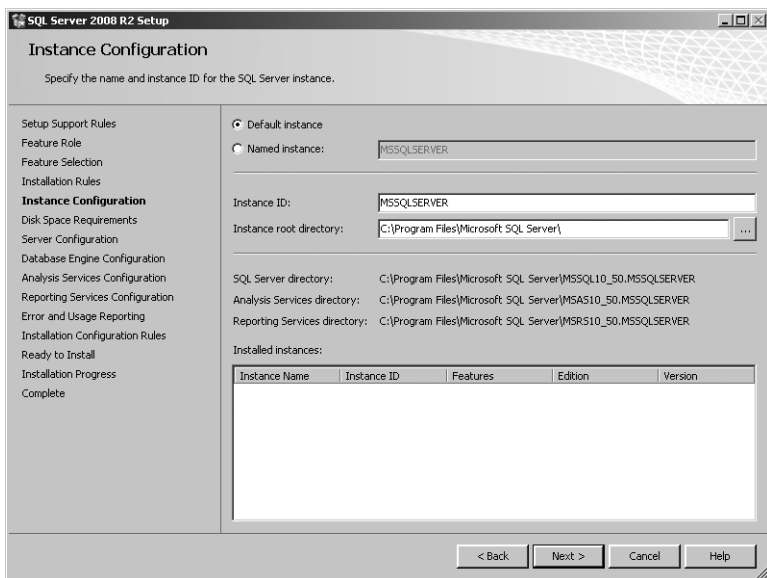 SQL Server 2008 R2 Setup
Instance Configuration
Specify the name and instance ID for the SQL Server instance.
Setup Support Rules
Feature Role
Feature Selection
Installation Rules
Instance Configuration
Disk Space Requirements
Server Configuration
Database Engine Configuration
Analysis Services Configuration
Reporting Services Configuration
Error and Usage Reporting
Installation Configuration Rules
Ready to Install
Installation Progress
Complete
Default instance
Named instance: MSSQLSERVER
Instance ID: MSSQLSERVER
Instance root directory: C:\Program Files\Microsoft SQL Server\ ...
SQL Server directory: C:\Program Files\Microsoft SQL Server\MSSQL10_50.MSSQLSERVER
Analysis Services directory: C:\Program Files\Microsoft SQL Server\MSAS10_50.MSSQLSERVER
Reporting Services directory: C:\Program Files\Microsoft SQL Server\MSRS10_50.MSSQLSERVER
Installed instances:
Instance Name Instance ID Features Edition Version
< Back Next > Cancel Help